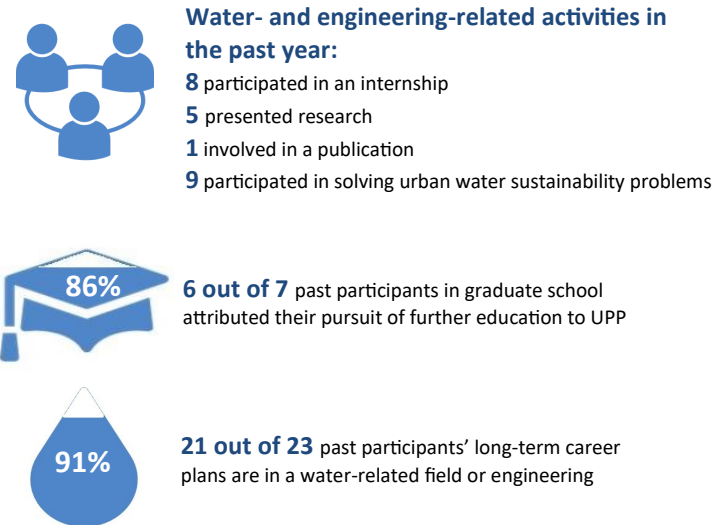 Water- and engineering-related activities in
the past year:
8 participated in an internship
5 presented research
1 involved in a publication
9 participated in solving urban water sustainability problems
86%
6 out of 7 past participants in graduate school
attributed their pursuit of further education to UPP
91%
21 out of 23 past participants’ long-term career
plans are in a water-related field or engineering